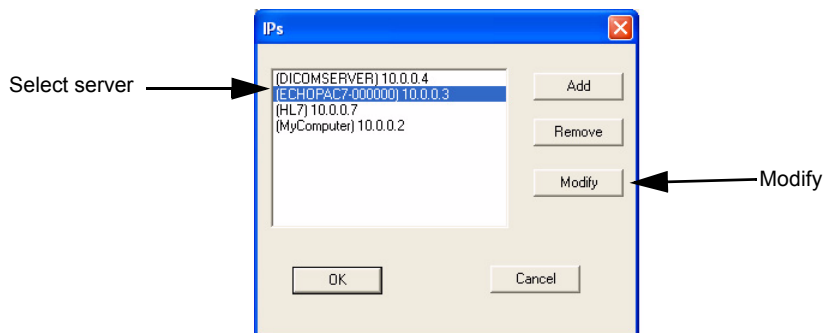 IPs
Select server
(DICOMSERVER) 10.0.0.4
(ECHOPAC7-000000) 10.0.0.3
(HL7) 10.0.0.7
(MyComputer) 10.0.0.2
Add
Remove
Modify
Modify
OK
Cancel